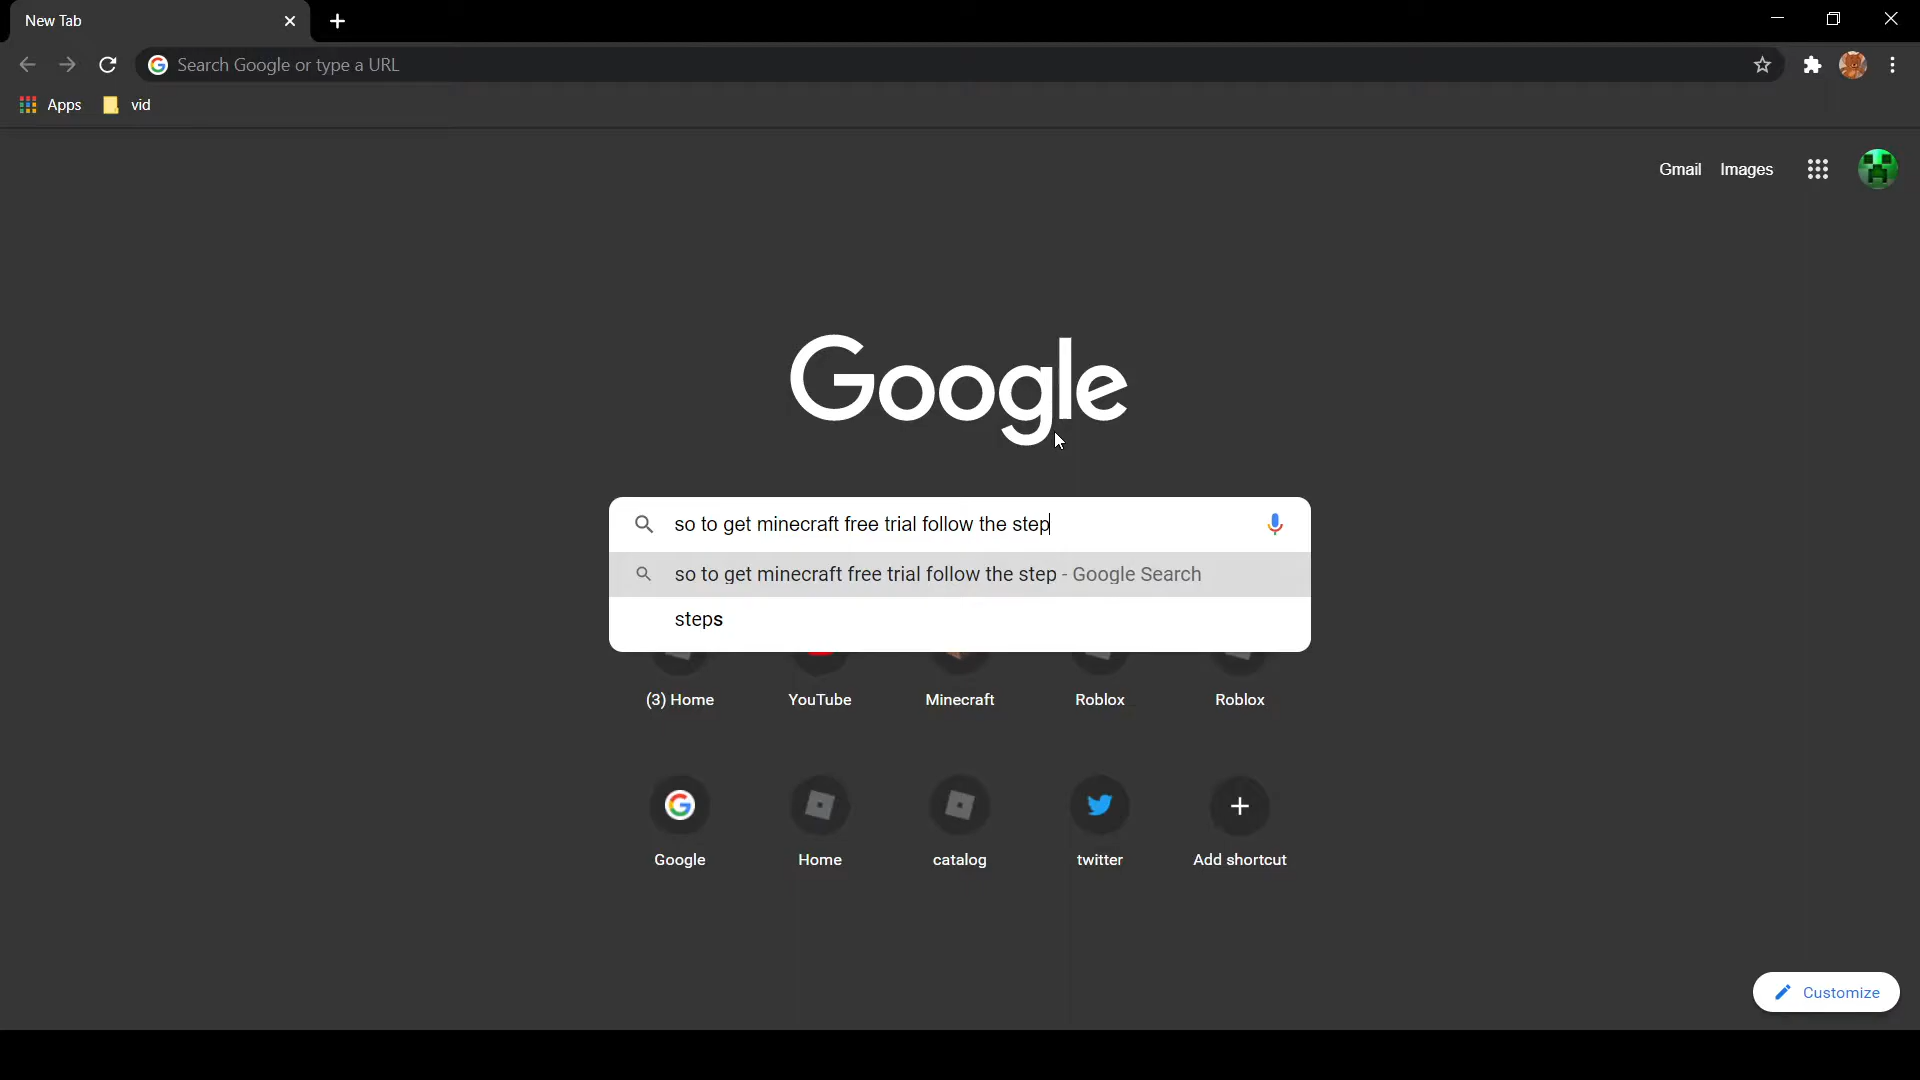 New Tab
Search Google or type a URL
Apps vid
Gmail Images
Google
so to get minecraft free trial follow the step
so to get minecraft free trial follow the step - Google Search
steps
(3) Home YouTube Minecraft Roblox Roblox
Google Home catalog twitter Add shortcut
Customize